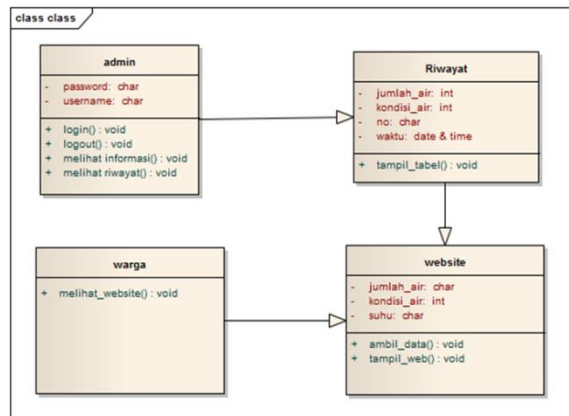 class class
admin
- password: char
- username: char
+ login() : void
+ logout() : void
+ melihat informasi() : void
+ melihat riwayat() : void
Riwayat
- jumlah_air: int
- kondisi_air: int
- no: char
- waktu: date & time
+ tampil_tabel() : void
warga
+ melihat_website() : void
website
- jumlah_air: char
- kondisi_air: int
- suhu: char
+ ambil_data() : void
+ tampil_web() : void